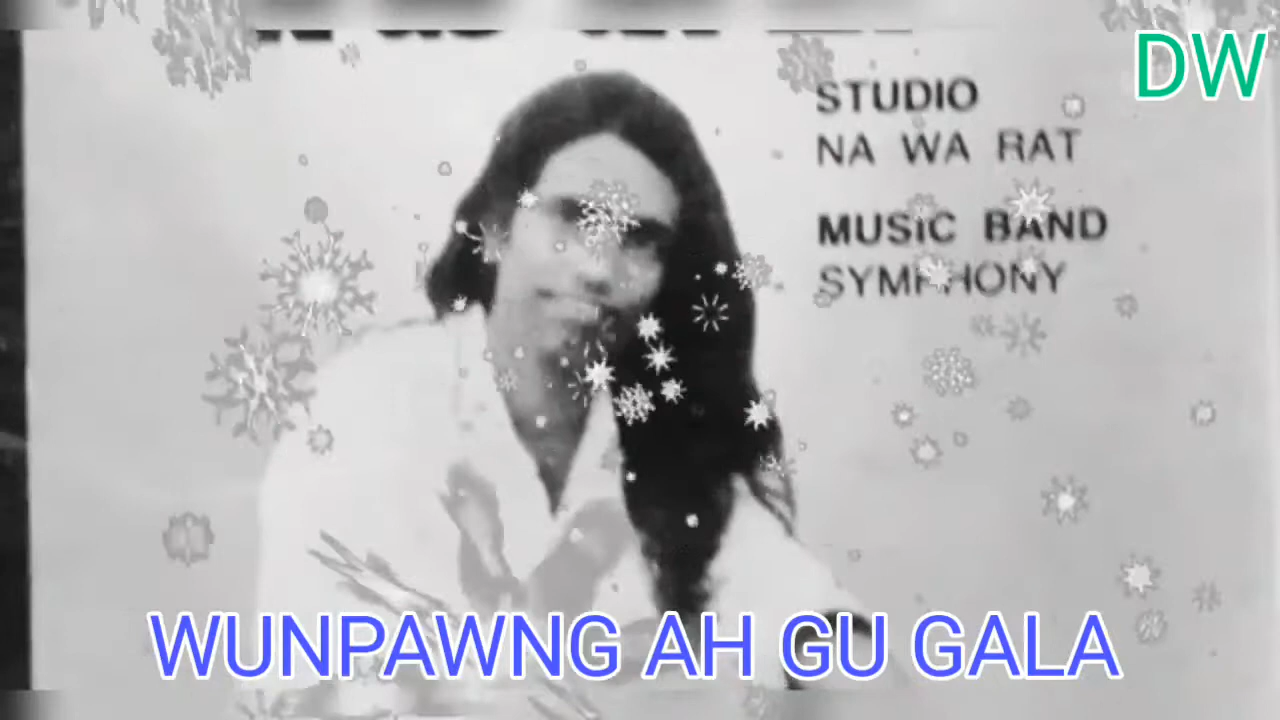 DW
STUDIO
NA WA RAT
MUSIC BAND
SYMPHONY
WUNPAWNG AH GU GALA